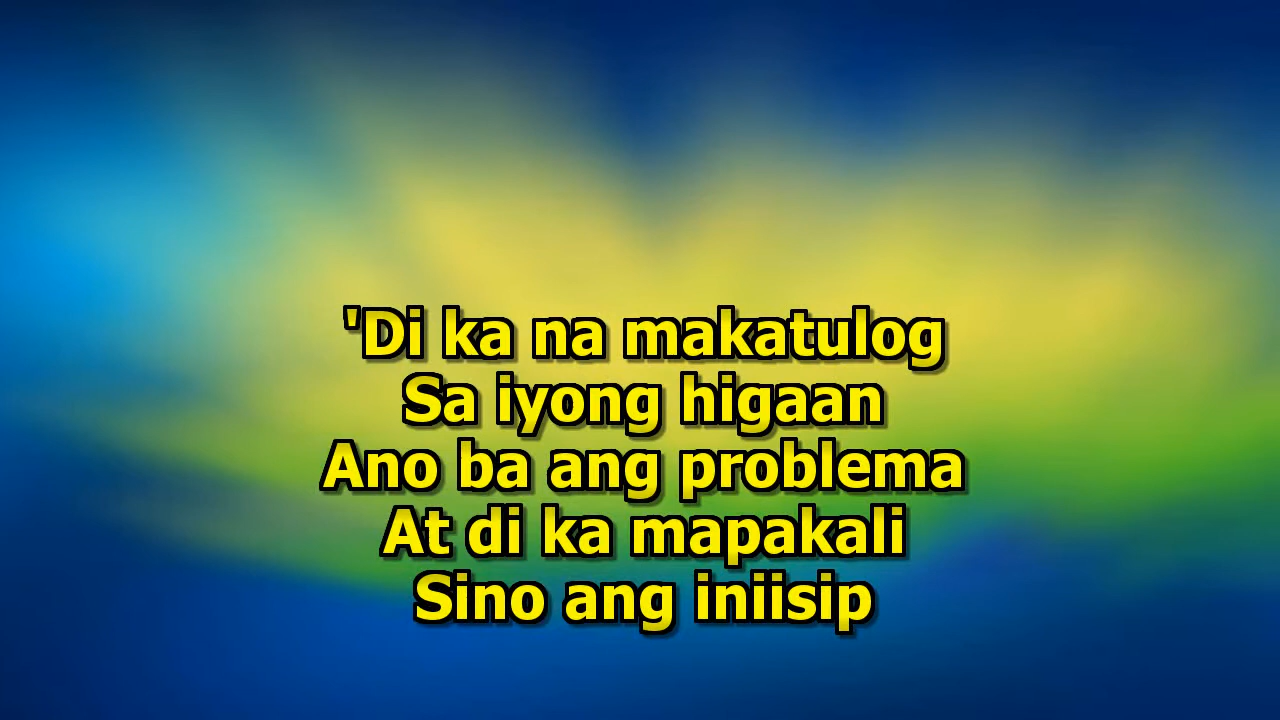 'Di ka na makatulog
Sa iyong higaan
Ano ba ang problema
At di ka mapakali
Sino ang iniisip